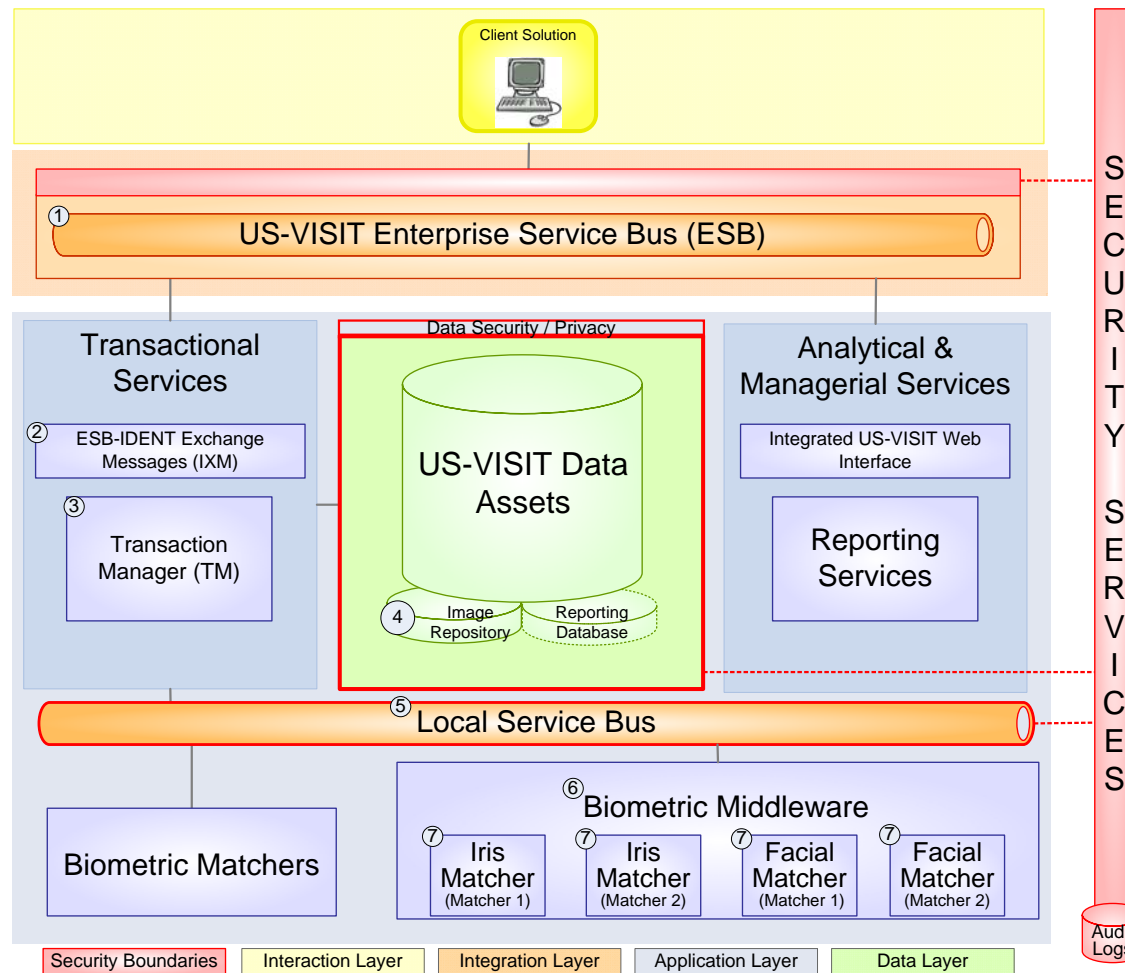 Client Solution
1
US-VISIT Enterprise Service Bus (ESB)
Transactional
Services
2
ESB-IDENT Exchange
Messages (IXM)
3
Transaction
Manager (TM)
Data Security / Privacy
US-VISIT Data
Assets
4
Image
Repository
Reporting
Database
Analytical &
Managerial Services
Integrated US-VISIT Web
Interface
Reporting
Services
5
Local Service Bus
Biometric Matchers
6
Biometric Middleware
7
Iris
Matcher
(Matcher 1)
7
Iris
Matcher
(Matcher 2)
7
Facial
Matcher
(Matcher 1)
7
Facial
Matcher
(Matcher 2)
SECURITY SERVICES
Logs
Security Boundaries
Interaction Layer
Integration Layer
Application Layer
Data Layer